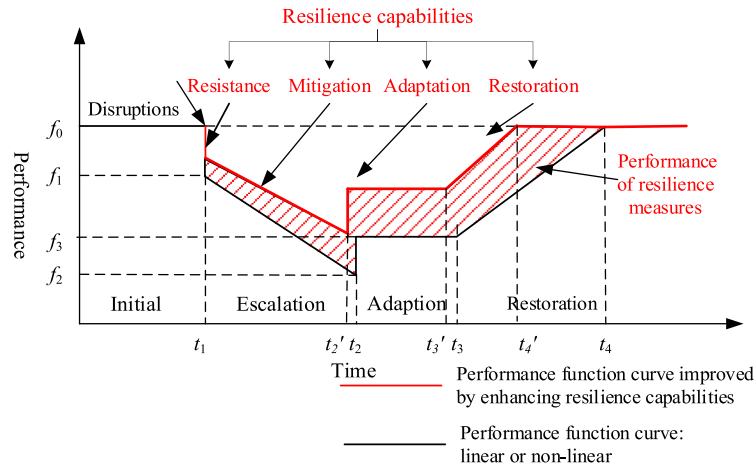 Resilience capabilities
Resistance Mitigation Adaptation Restoration
Disruptions
f0
f1
f3
f2
Performance
Performance
of resilience
measures
Initial Escalation Adaption Restoration
t1 t2′ t2 t3′ t3 t4′ t4
Time
Performance function curve improved
by enhancing resilience capabilities
Performance function curve:
linear or non-linear